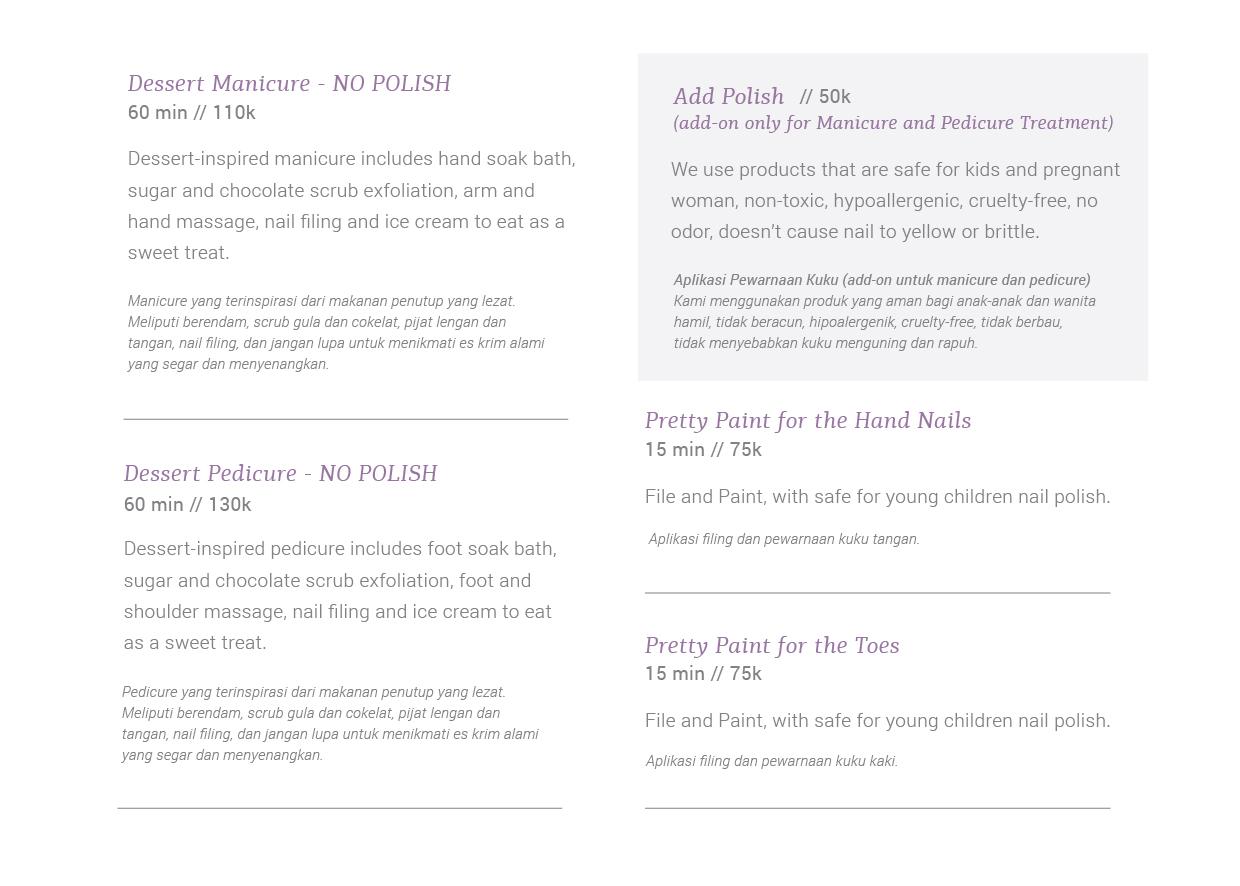 Dessert Manicure - NO POLISH
60 min // 110k
Dessert-inspired manicure includes hand soak bath,
sugar and chocolate scrub exfoliation, arm and
hand massage, nail filing and ice cream to eat as a
sweet treat.
Manicure yang terinspirasi dari makanan penutup yang lezat.
Meliputi berendam, scrub gula dan cokelat, pijat lengan dan
tangan, nail filing, dan jangan lupa untuk menikmati es krim alami
yang segar dan menyenangkan.
Dessert Pedicure - NO POLISH
60 min // 130k
Dessert-inspired pedicure includes foot soak bath,
sugar and chocolate scrub exfoliation, foot and
shoulder massage, nail filing and ice cream to eat
as a sweet treat.
Pedicure yang terinspirasi dari makanan penutup yang lezat.
Meliputi berendam, scrub gula dan cokelat, pijat lengan dan
tangan, nail filing, dan jangan lupa untuk menikmati es krim alami
yang segar dan menyenangkan.
Add Polish // 50k
(add-on only for Manicure and Pedicure Treatment)
We use products that are safe for kids and pregnant
woman, non-toxic, hypoallergenic, cruelty-free, no
odor, doesn't cause nail to yellow or brittle.
Aplikasi Pewarnaan Kuku (add-on untuk manicure dan pedicure)
Kami menggunakan produk yang aman bagi anak-anak dan wanita
hamil, tidak beracun, hipoalergenik, cruelty-free, tidak berbau,
tidak menyebabkan kuku menguning dan rapuh.
Pretty Paint for the Hand Nails
15 min // 75k
File and Paint, with safe for young children nail polish.
Aplikasi filing dan pewarnaan kuku tangan.
Pretty Paint for the Toes
15 min // 75k
File and Paint, with safe for young children nail polish.
Aplikasi filing dan pewarnaan kuku kaki.